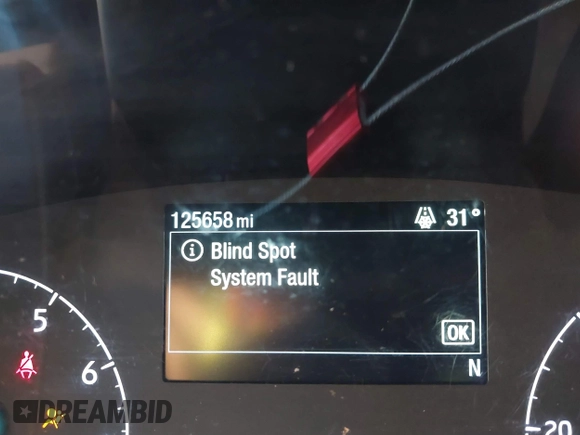 125658 mi 31°
Blind Spot
System Fault
OK
N
5
6
20
DREAMBID